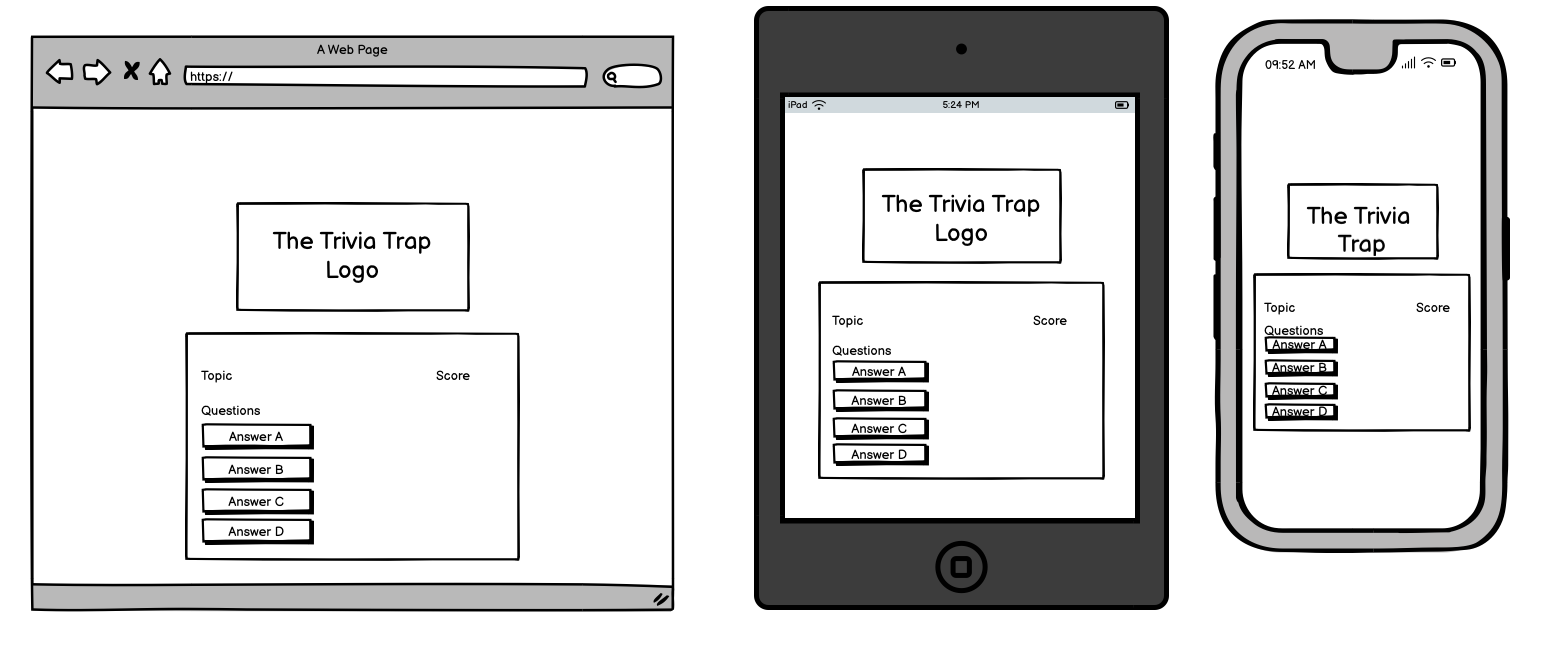 A Web Page
https://
The Trivia Trap
Logo
Topic Score
Questions
Answer A
Answer B
Answer C
Answer D
iPad 5:24 PM
The Trivia Trap
Logo
Topic Score
Questions
Answer A
Answer B
Answer C
Answer D
09:52 AM
The Trivia
Trap
Topic Score
Questions
Answer A
Answer B
Answer C
Answer D